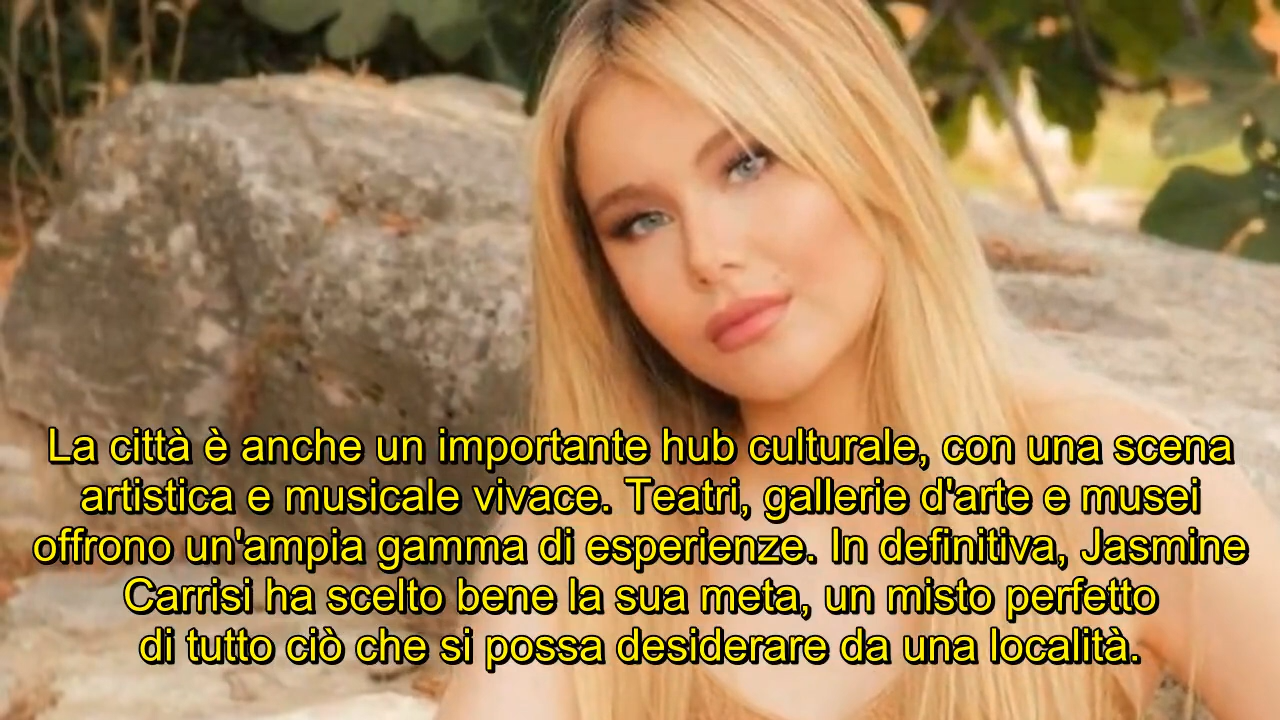 La città è anche un importante hub culturale, con una scena
artistica e musicale vivace. Teatri, gallerie d'arte e musei
offrono un'ampia gamma di esperienze. In definitiva, Jasmine
Carrisi ha scelto bene la sua meta, un misto perfetto
di tutto ciò che si possa desiderare da una località.